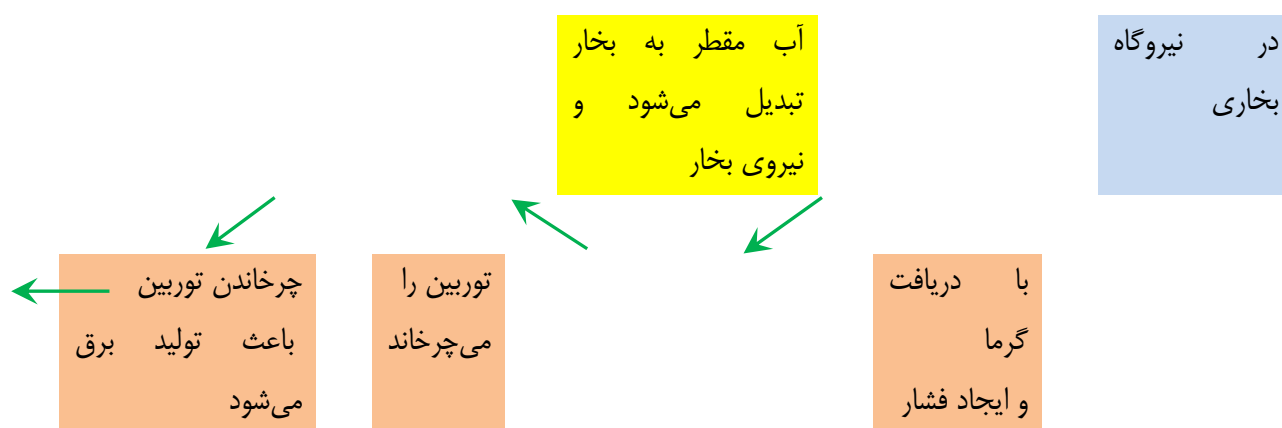 در نیروگاه
بخاری
آب مقطر به بخار
تبدیل می‌شود و
نیروی بخار
با دریافت
گرما
و ایجاد فشار
توربین را
می‌چرخاند
چرخاندن توربین
باعث تولید برق
می‌شود